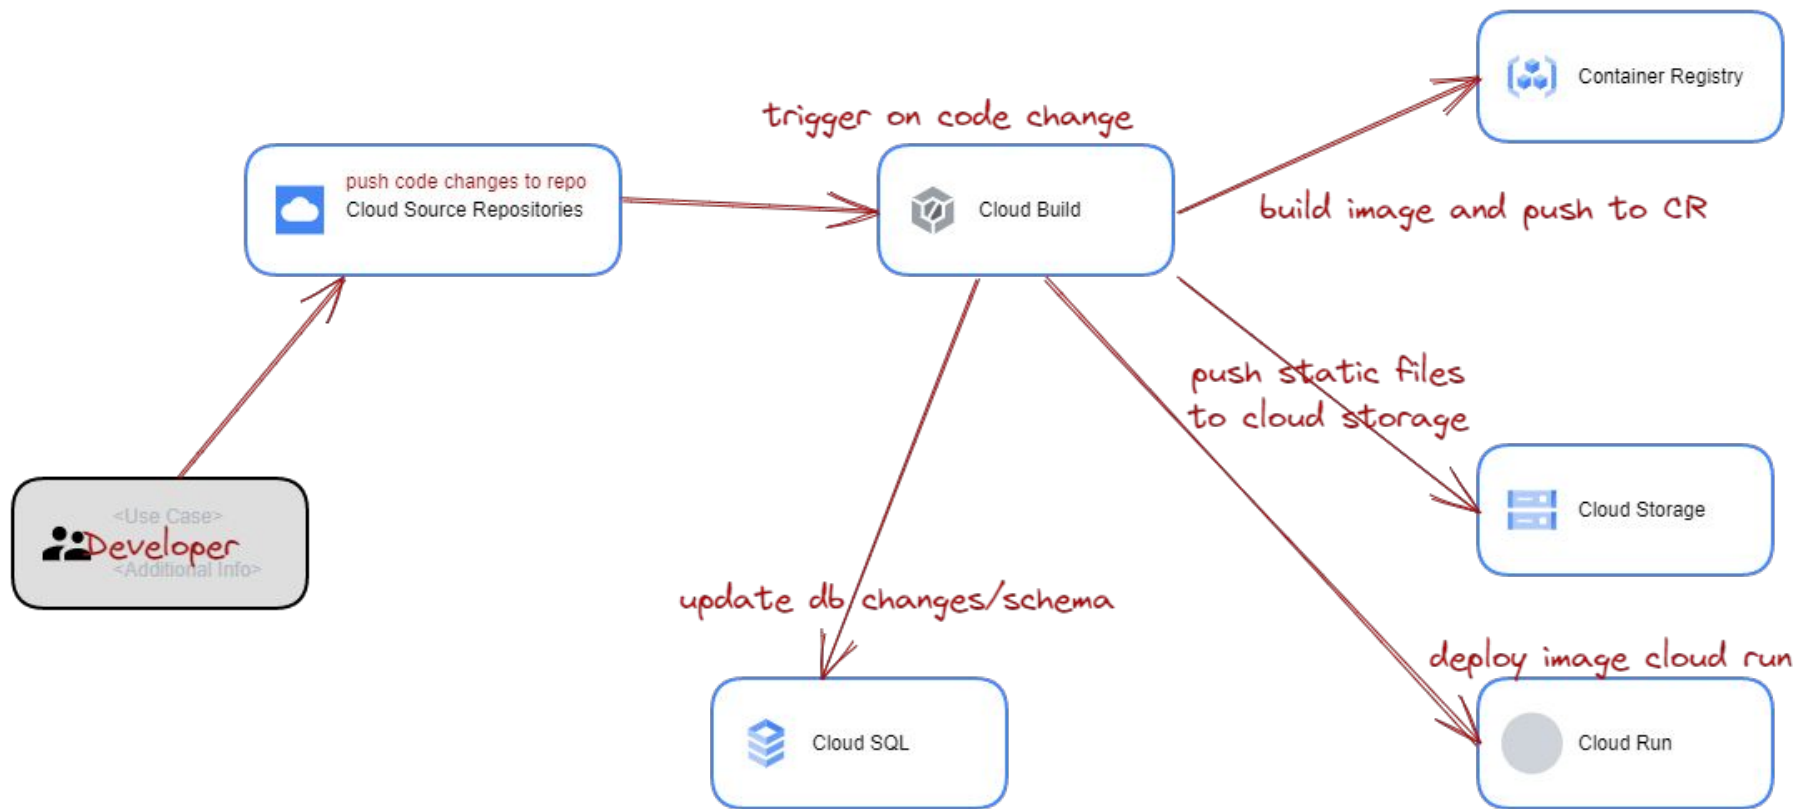 Container Registry
trigger on code change
push code changes to repo
Cloud Source Repositories
Cloud Build
build image and push to CR
push static files
to cloud storage
<Use Case>
Developer
<Additional Info>
Cloud Storage
update db changes/schema
deploy image cloud run
Cloud SQL
Cloud Run